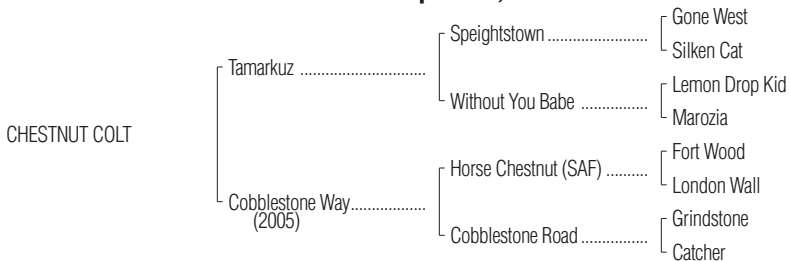 Gone West
Speightstown ....................
Silken Cat
Tamarkuz .........................
Lemon Drop Kid
Without You Babe .............
Marozia
CHESTNUT COLT
Fort Wood
Horse Chestnut (SAF) ........
London Wall
Cobblestone Way...............
(2005)
Grindstone
Cobblestone Road .............
Catcher